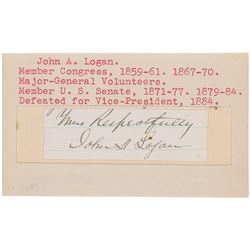 John A. Logan.
Member Congress, 1859-61. 1867-70.
Major-General Volunteers.
Member U. S. Senate, 1871-77. 1879-84.
Defeated for Vice-President, 1884.
Yours Respectfully
John A Logan